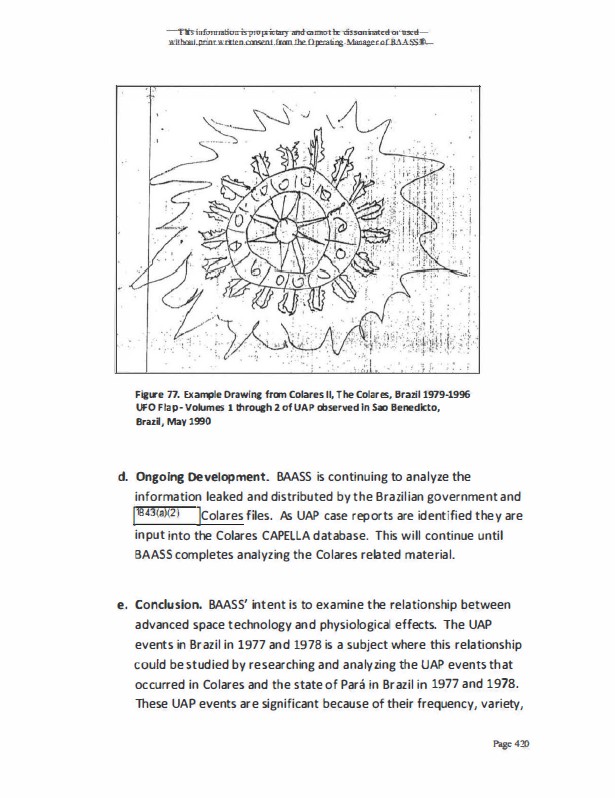 This information is proprietary and cannot be disseminated or used
without prior written consent from the Operating Manager of BAASS®.
Figure 77. Example Drawing from Colares II, The Colares, Brazil 1979-1996
UFO Flap - Volumes 1 through 2 of UAP observed in Sao Benedicto,
Brazil, May 1990
d. Ongoing Development. BAASS is continuing to analyze the
information leaked and distributed by the Brazilian government and
Colares files. As UAP case reports are identified they are
input into the Colares CAPELLA database. This will continue until
BAASS completes analyzing the Colares related material.
e. Conclusion. BAASS' intent is to examine the relationship between
advanced space technology and physiological effects. The UAP
events in Brazil in 1977 and 1978 is a subject where this relationship
could be studied by researching and analyzing the UAP events that
occurred in Colares and the state of Pará in Brazil in 1977 and 1978.
These UAP events are significant because of their frequency, variety,
Page 420